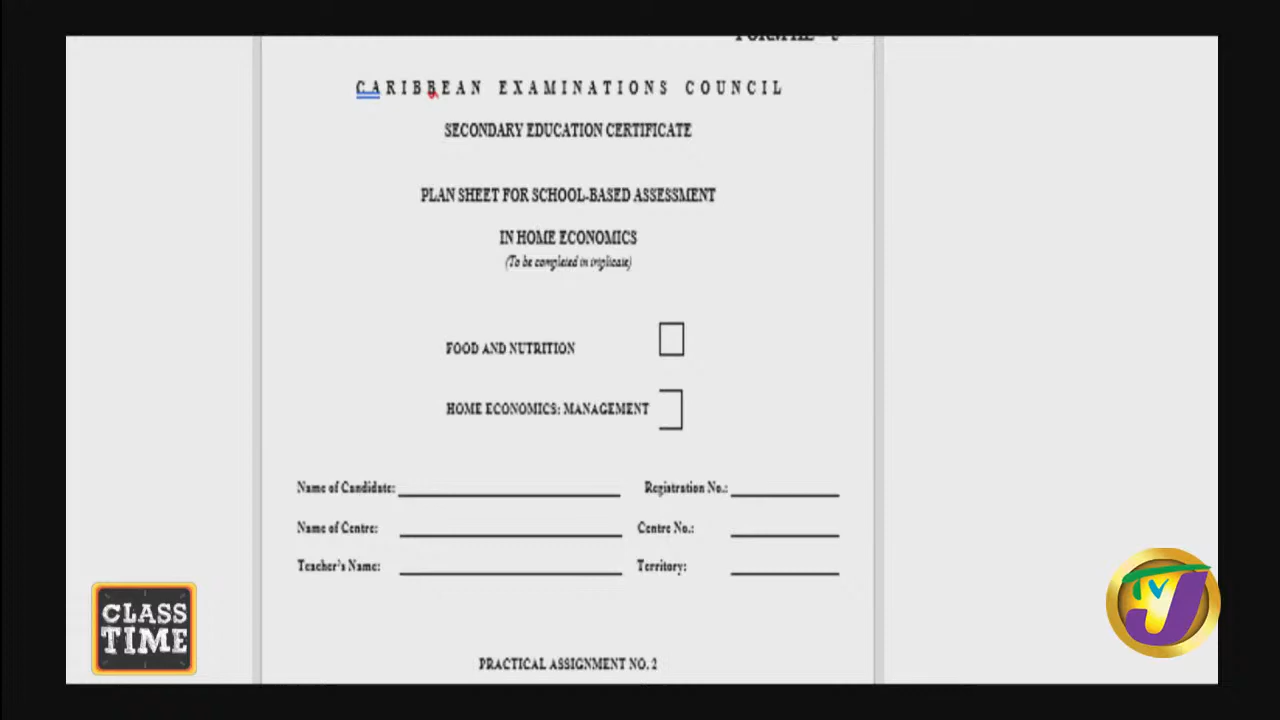 CARIBBEAN EXAMINATIONS COUNCIL
SECONDARY EDUCATION CERTIFICATE
PLAN SHEET FOR SCHOOL-BASED ASSESSMENT
IN HOME ECONOMICS
(To be completed in triplicate)
FOOD AND NUTRITION
HOME ECONOMICS: MANAGEMENT
Name of Candidate: Registration No.:
Name of Centre: Centre No.:
Teacher's Name: Territory:
CLASS
TIME
TVJ
PRACTICAL ASSIGNMENT NO. 2